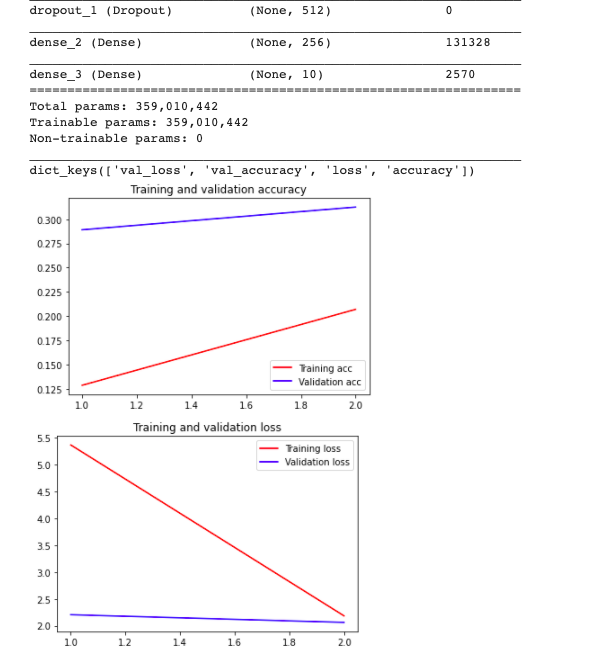 dropout_1 (Dropout) (None, 512) 0
dense_2 (Dense) (None, 256) 131328
dense_3 (Dense) (None, 10) 2570
=================================================================
Total params: 359,010,442
Trainable params: 359,010,442
Non-trainable params: 0
dict_keys(['val_loss', 'val_accuracy', 'loss', 'accuracy'])
Training and validation accuracy
0.300
0.275
0.250
0.225
0.200
0.175
0.150
0.125
Training acc
Validation acc
1.0 1.2 1.4 1.6 1.8 2.0
Training and validation loss
5.5
5.0
4.5
4.0
3.5
3.0
2.5
2.0
Training loss
Validation loss
1.0 1.2 1.4 1.6 1.8 2.0